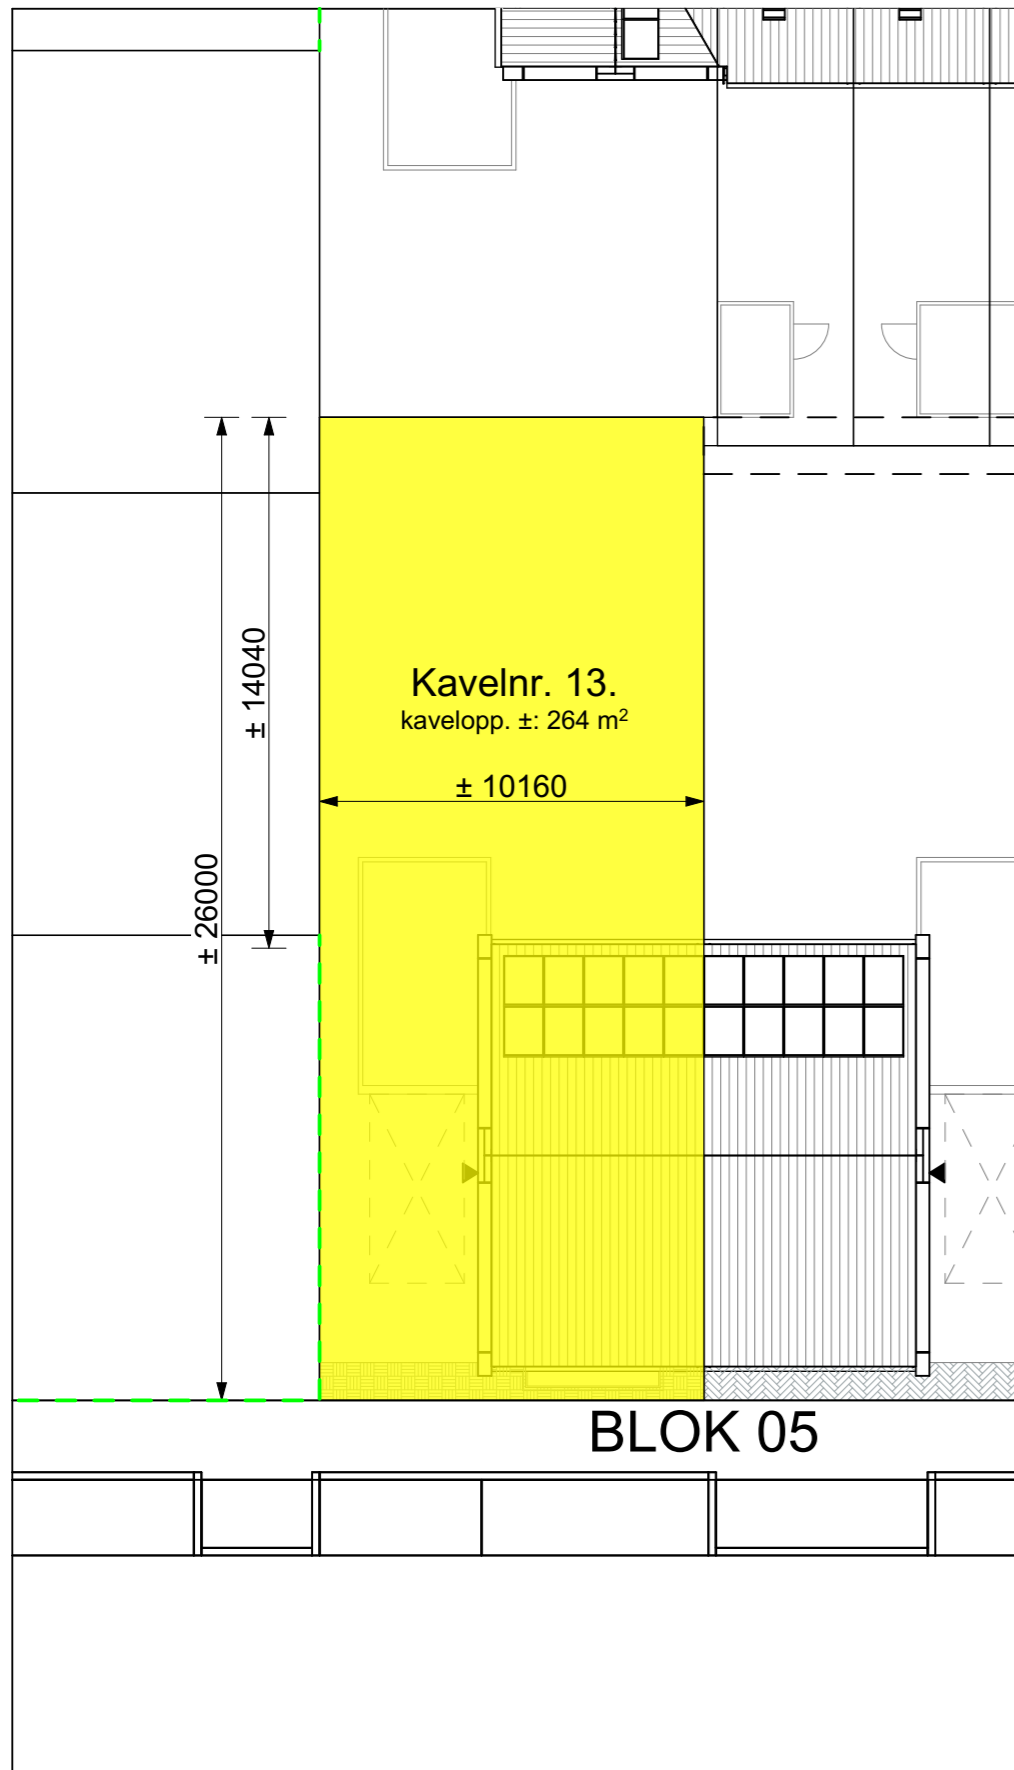 ± 14040
Kavelnr. 13.
kavelopp. ±: 264 m²
± 10160
± 26000
BLOK 05